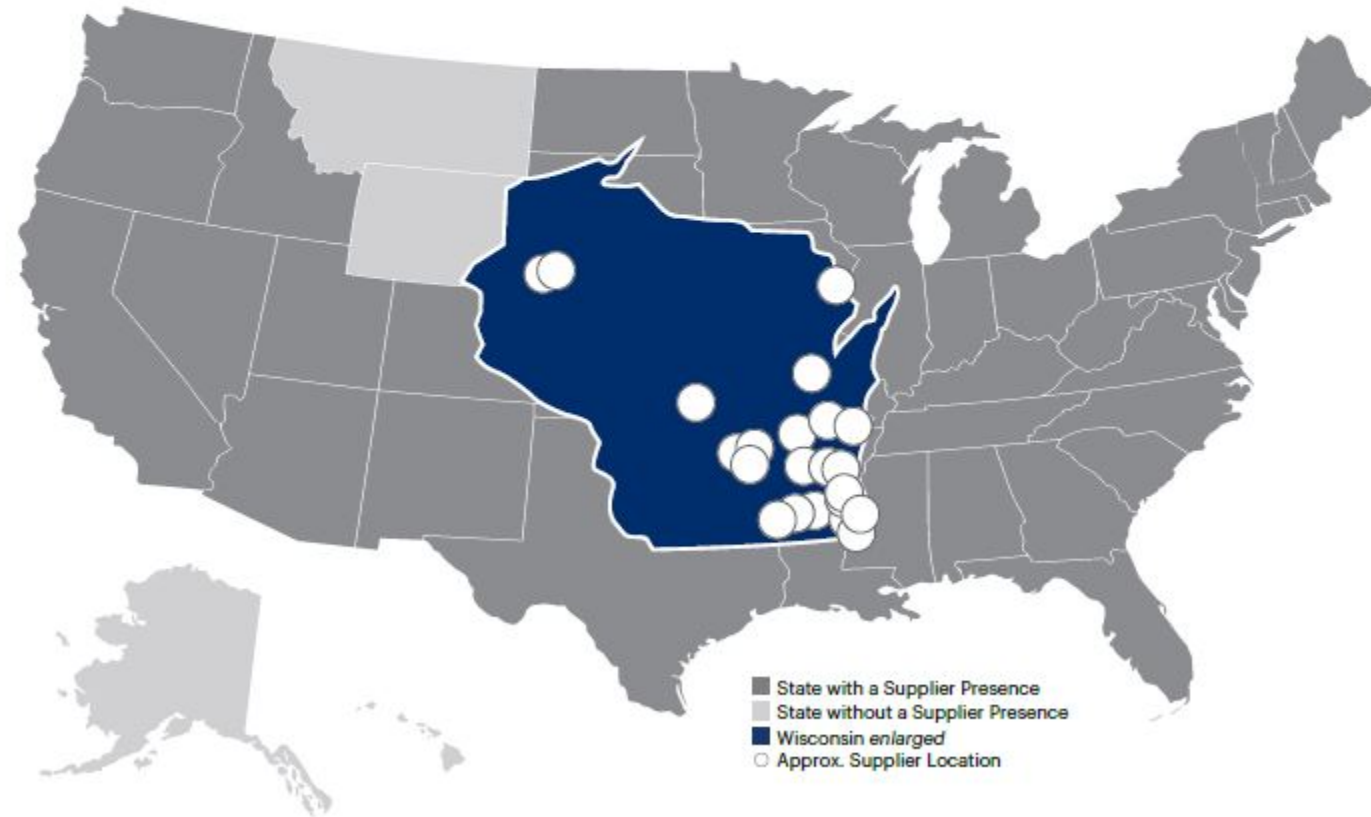 State with a Supplier Presence
State without a Supplier Presence
Wisconsin enlarged
Approx. Supplier Location